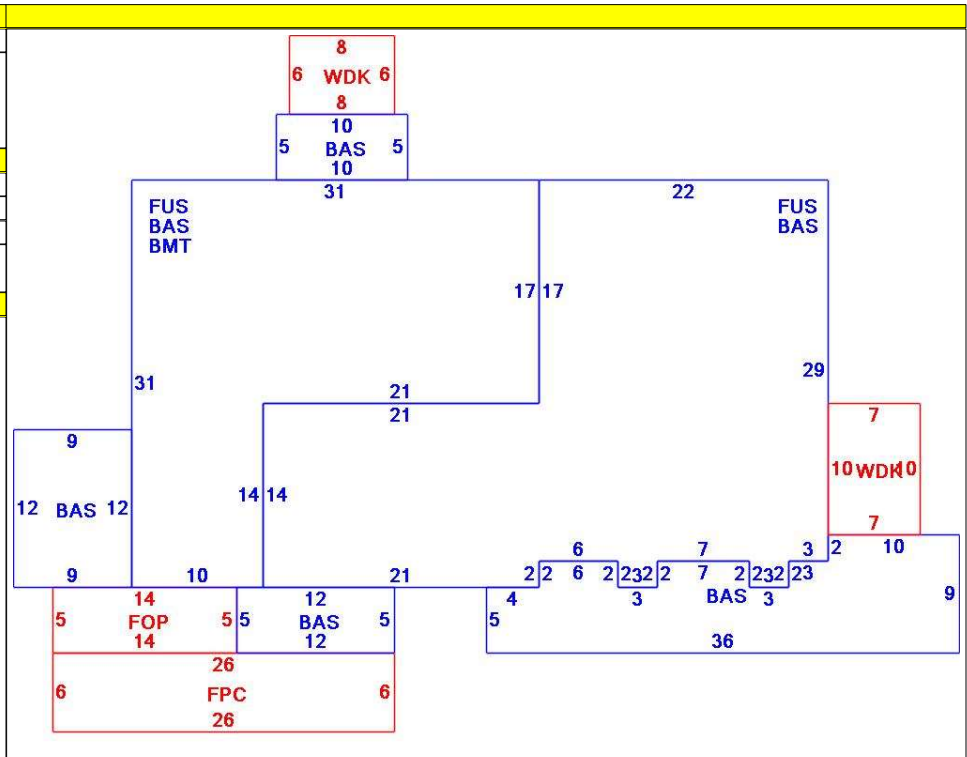 8
6 WDK 6
8
10
5 BAS 5
10
31 22
FUS FUS
BAS BAS
BMT
17 17
29
31
21
21
7
9
10 WDK 10
14 14
12 BAS 12
7
6 7 3 2 10
9 10 21 2 2 6 2 2 3 2 7 2 2 3 2 2 3
4 3 BAS 3 9
14 12
5 FOP 5 5 BAS 5 5
14 12 36
26
6 FPC 6
26